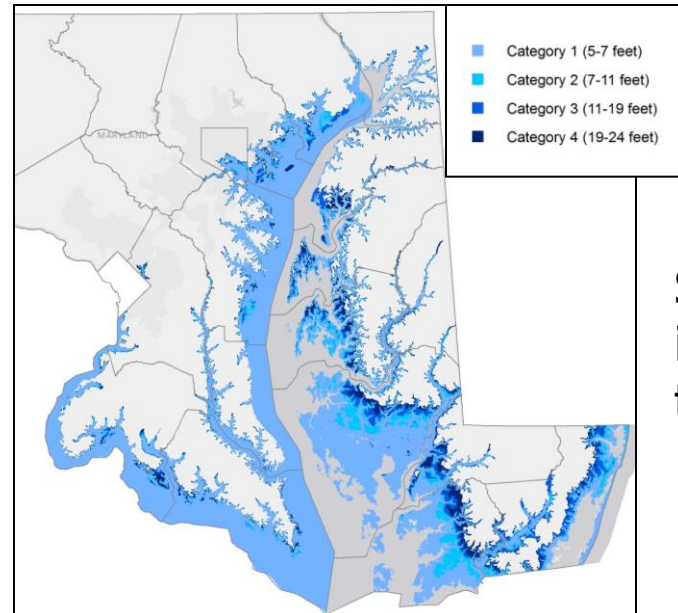 Category 1 (5-7 feet)
Category 2 (7-11 feet)
Category 3 (11-19 feet)
Category 4 (19-24 feet)
MARYLAND